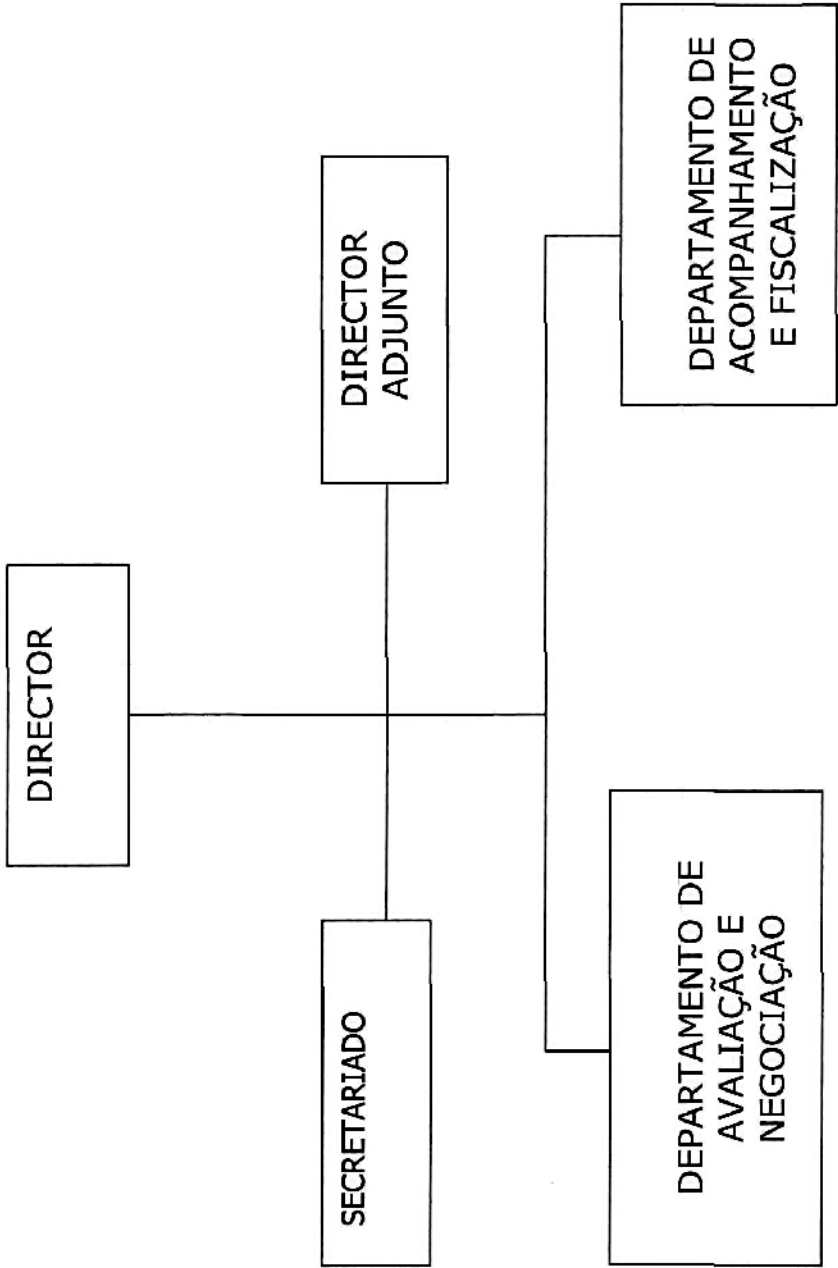 DIRECTOR
SECRETARIADO
DIRECTOR
ADJUNTO
DEPARTAMENTO DE
AVALIAÇÃO E
NEGOCIAÇÃO
DEPARTAMENTO DE
ACOMPANHAMENTO
E FISCALIZAÇÃO